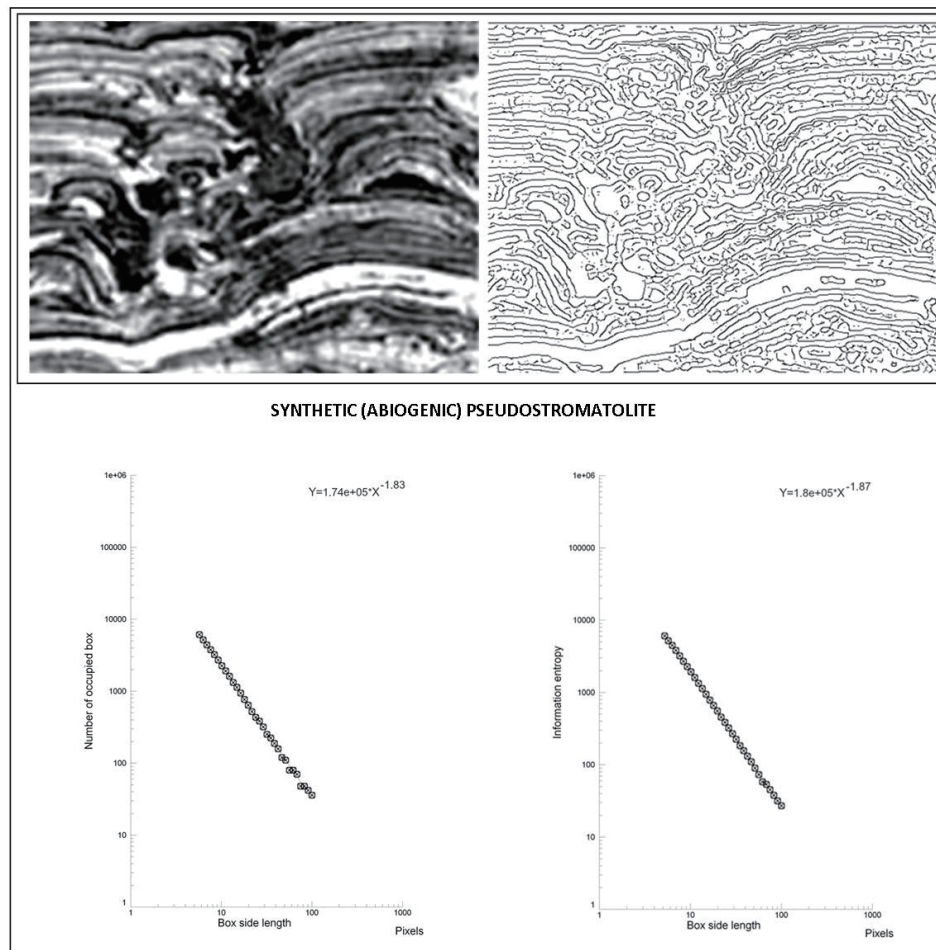 SYNTHETIC (ABIOGENIC) PSEUDOSTROMATOLITE
Y=1.74e+05*X^-1.83
Number of occupied box
1e+06
100000
10000
1000
100
10
1
1
10
100
1000
Box side length
Pixels
Y=1.8e+05*X^-1.87
Information entropy
1e+06
100000
10000
1000
100
10
1
1
10
100
1000
Box side length
Pixels